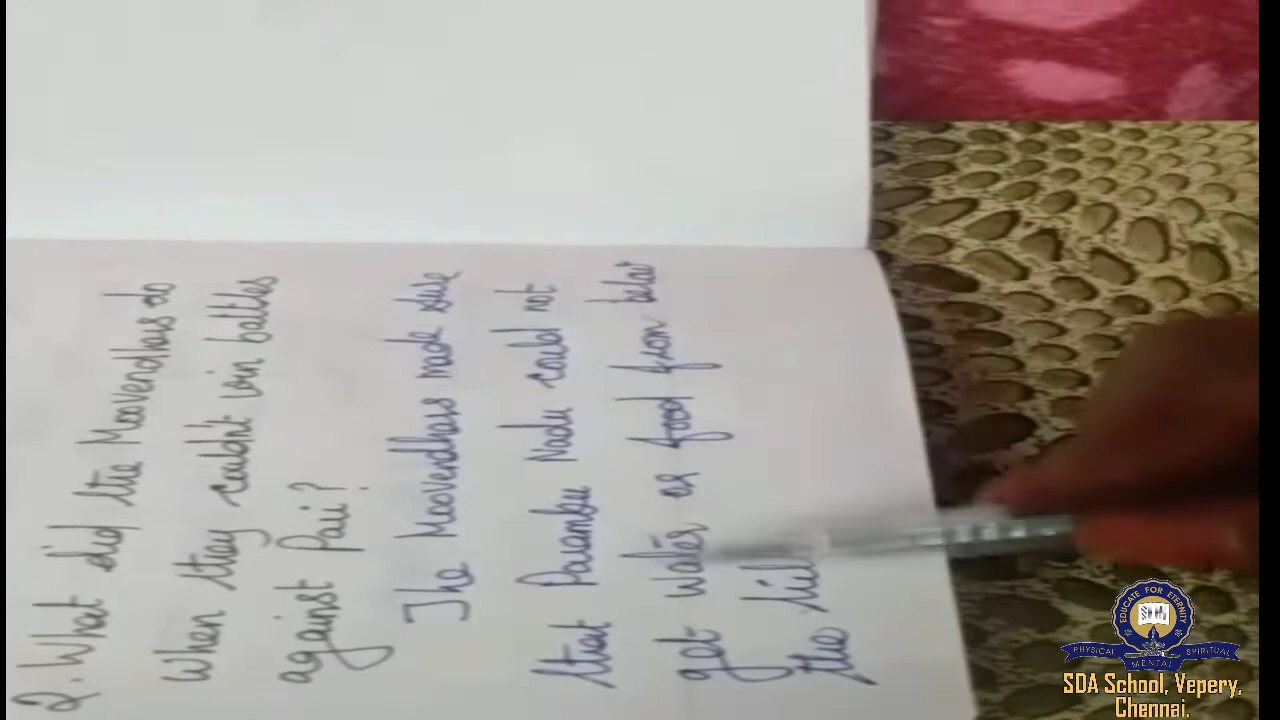 2. What did the Moovendhars do
when they couldn't win battles
against Pari?
The Moovendhars made sure
that Parambu Nadu could not
get water or food from below
the hill
EDUCATE FOR ETERNITY
PHYSICAL MENTAL SPIRITUAL
SDA School, Vepery,
Chennai.